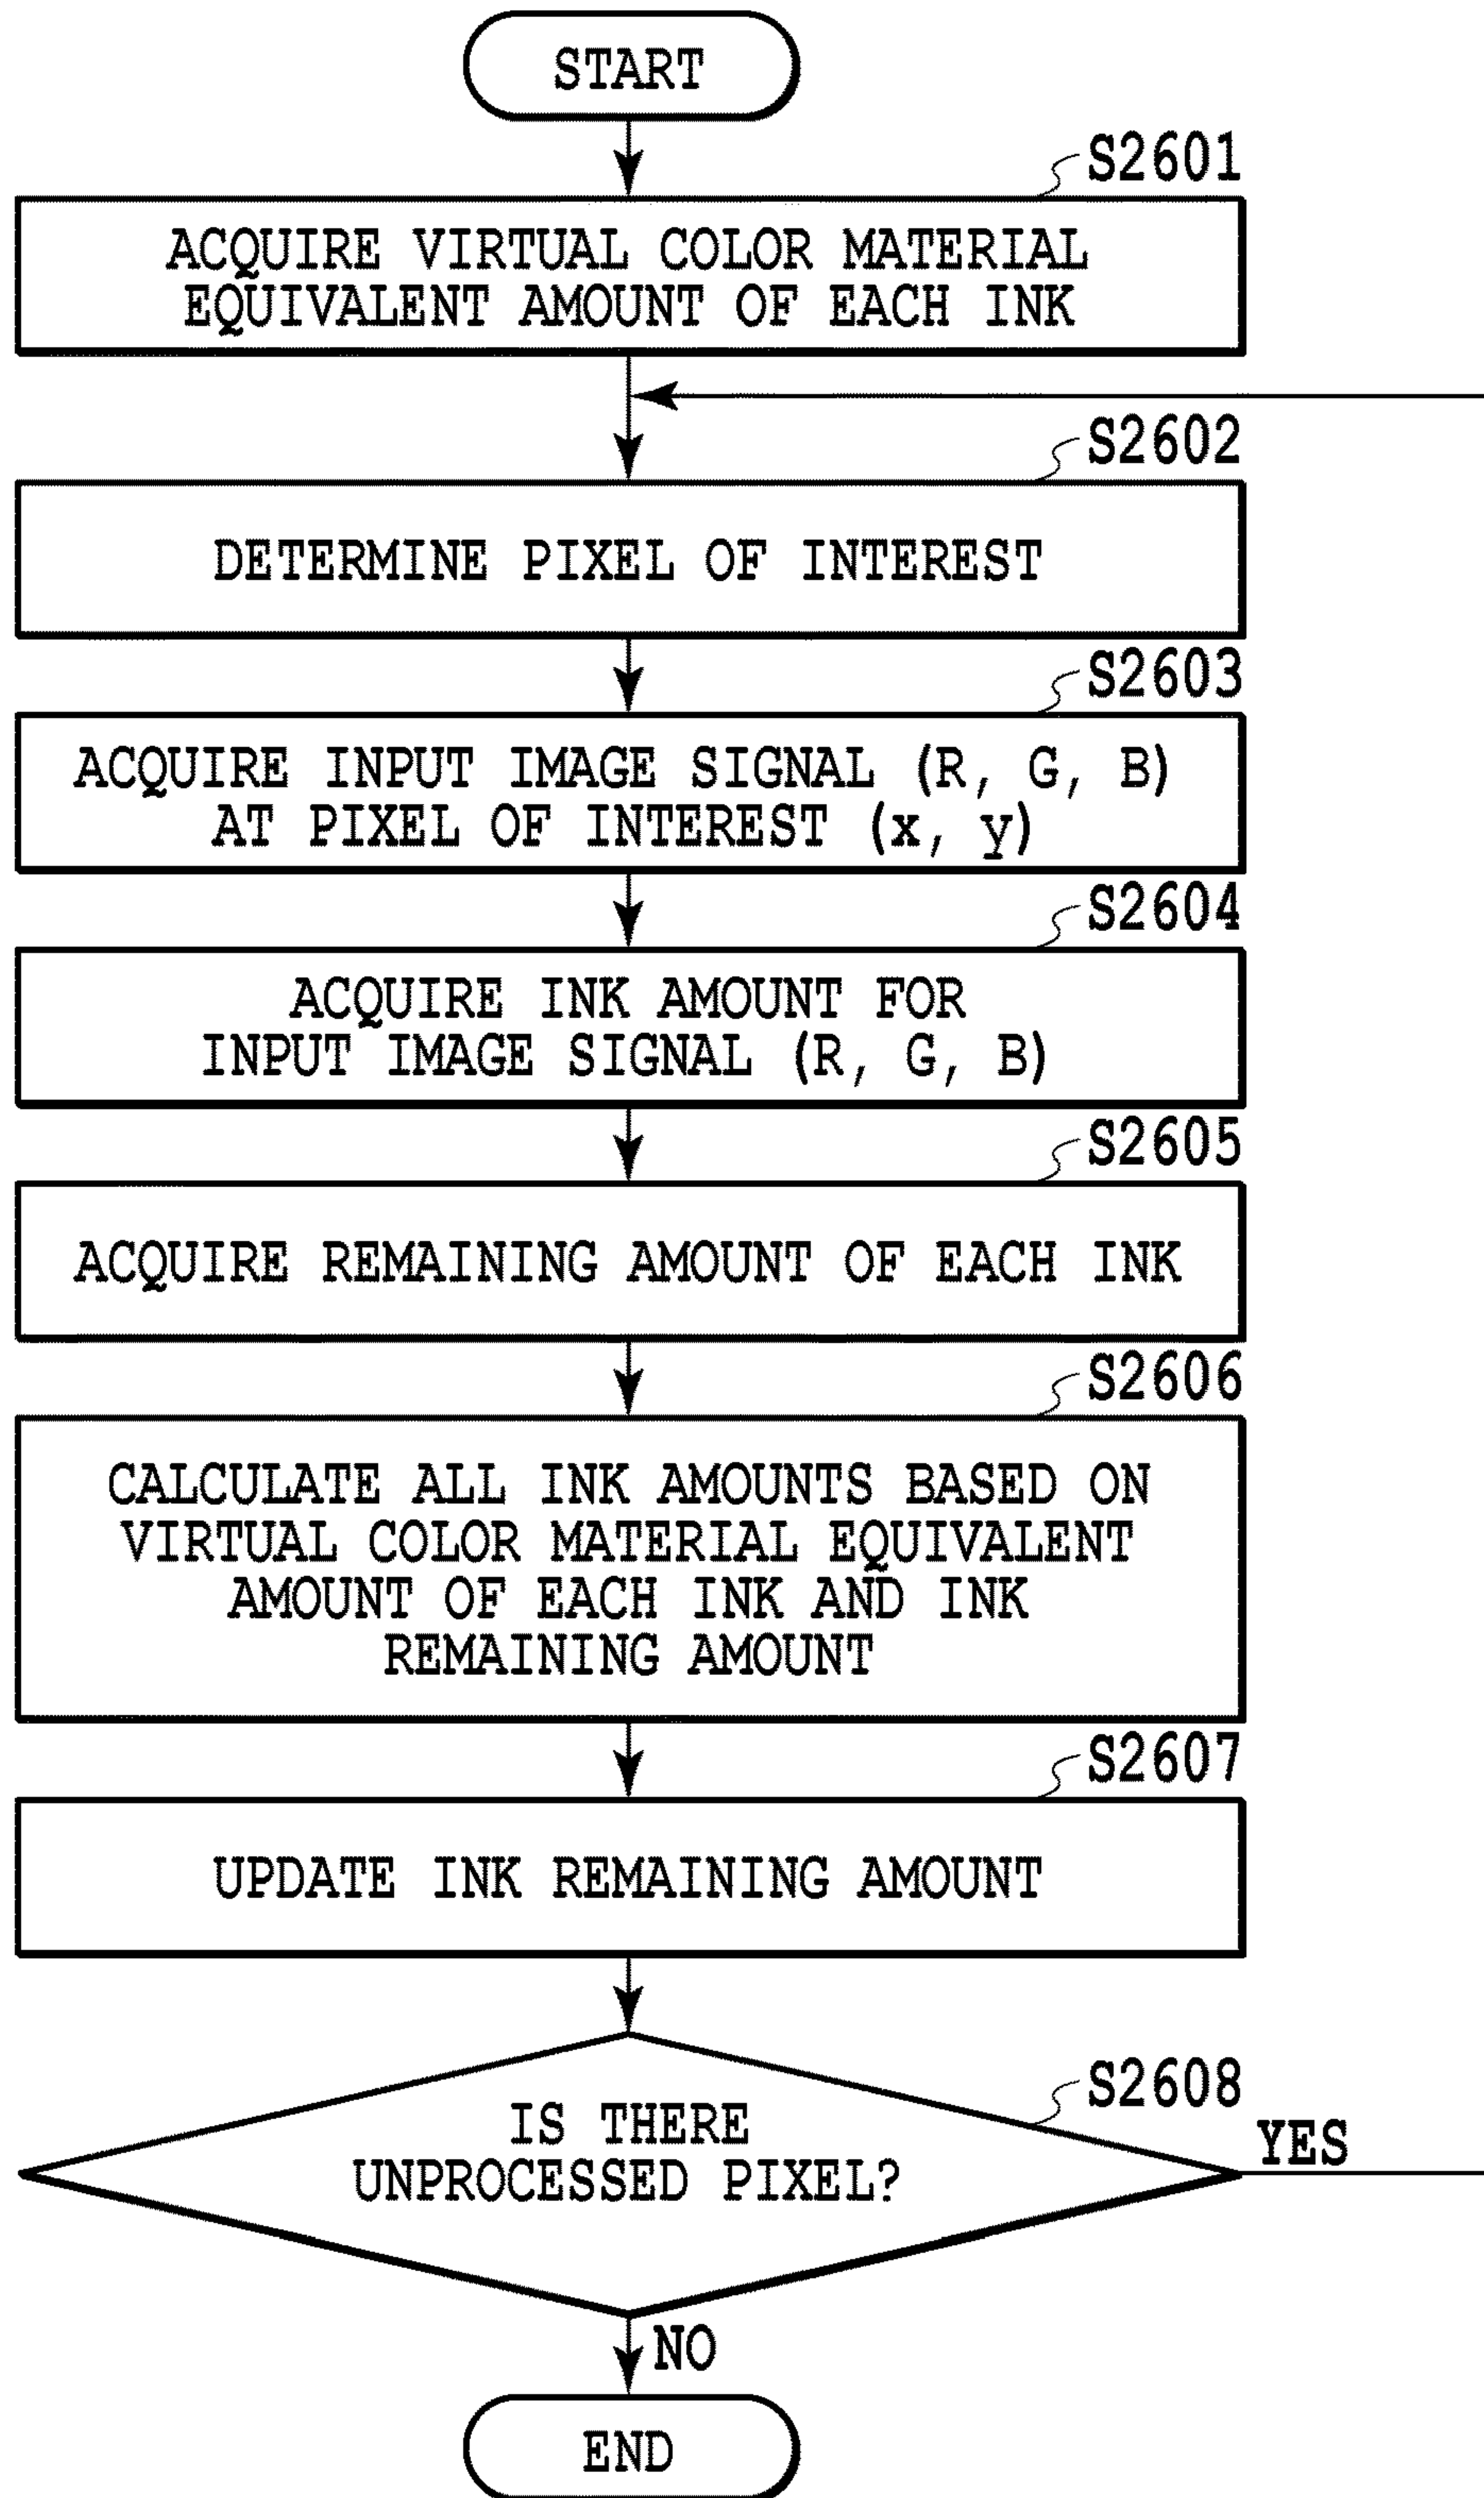 START
S2601
ACQUIRE VIRTUAL COLOR MATERIAL
EQUIVALENT AMOUNT OF EACH INK
S2602
DETERMINE PIXEL OF INTEREST
S2603
ACQUIRE INPUT IMAGE SIGNAL (R, G, B)
AT PIXEL OF INTEREST (x, y)
S2604
ACQUIRE INK AMOUNT FOR
INPUT IMAGE SIGNAL (R, G, B)
S2605
ACQUIRE REMAINING AMOUNT OF EACH INK
S2606
CALCULATE ALL INK AMOUNTS BASED ON
VIRTUAL COLOR MATERIAL EQUIVALENT
AMOUNT OF EACH INK AND INK
REMAINING AMOUNT
S2607
UPDATE INK REMAINING AMOUNT
S2608
IS THERE
UNPROCESSED PIXEL?
YES
NO
END